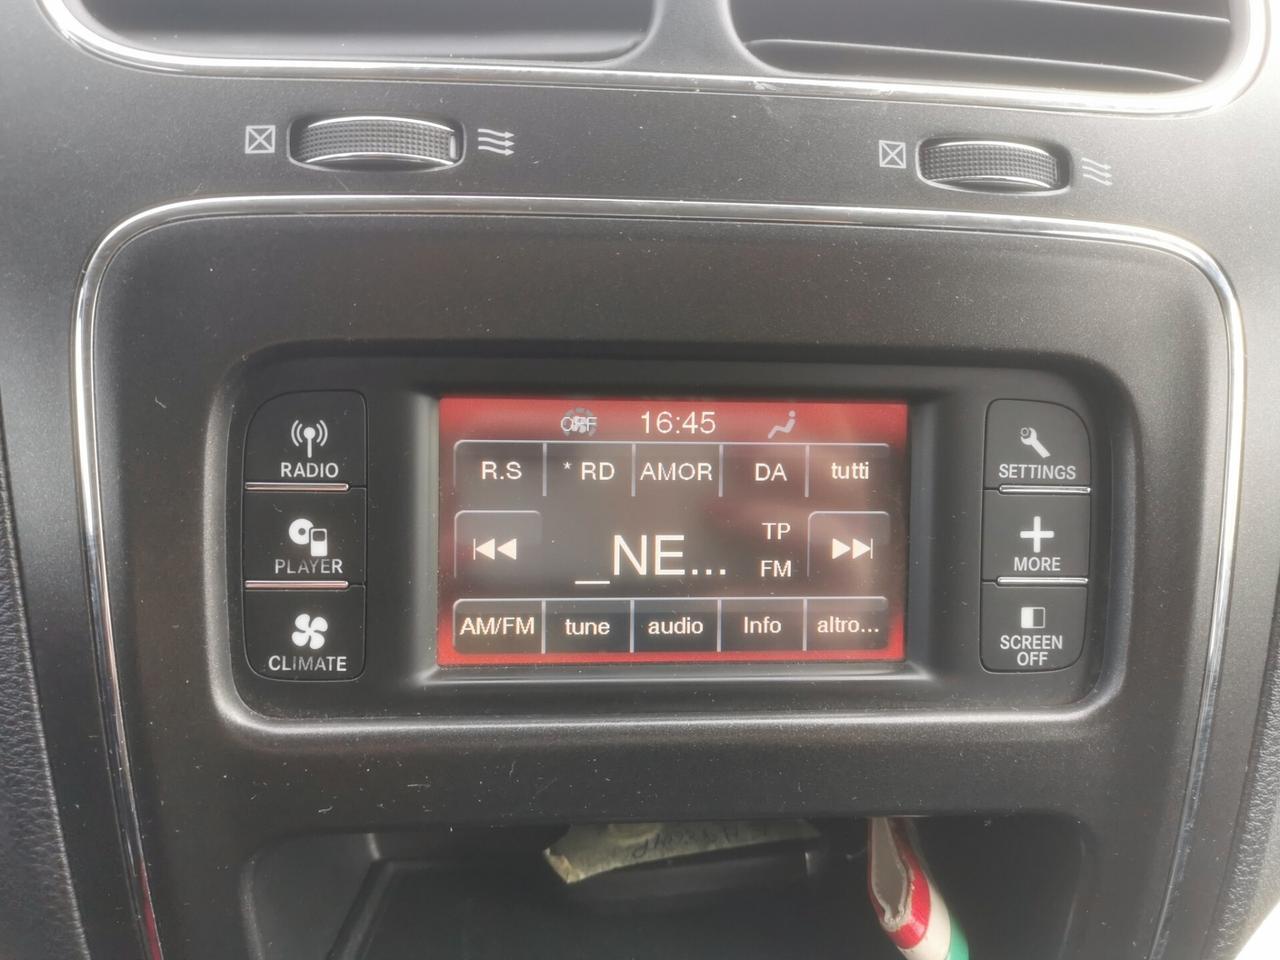 OFF 16:45
R.S * RD AMOR DA tutti
_NE... TP
FM
AM/FM tune audio Info altro...
RADIO
PLAYER
CLIMATE
SETTINGS
MORE
SCREEN
OFF